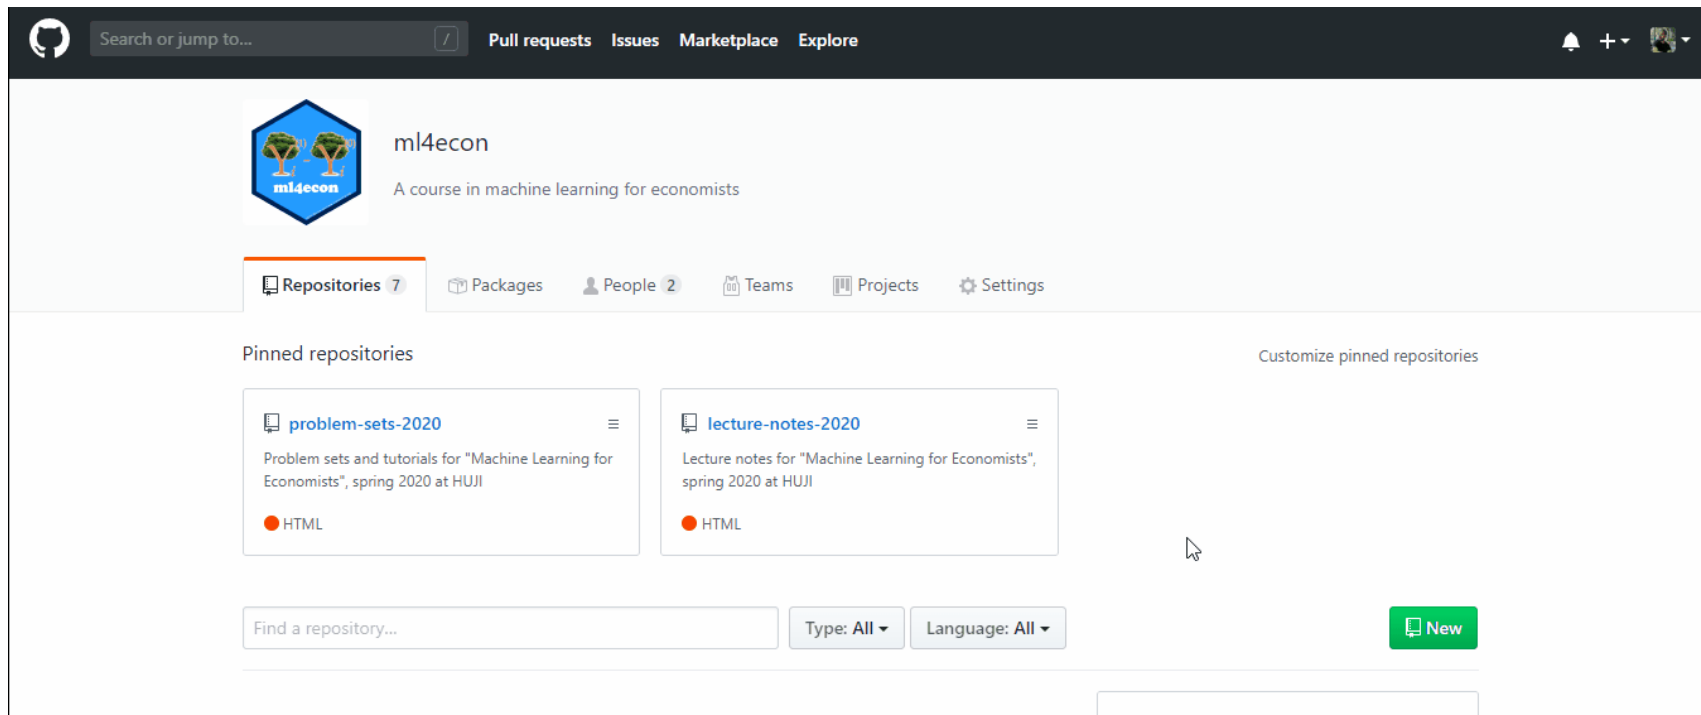 Search or jump to... / Pull requests Issues Marketplace Explore
ml4econ
ml4econ
A course in machine learning for economists
Repositories 7 Packages People 2 Teams Projects Settings
Pinned repositories Customize pinned repositories
problem-sets-2020
Problem sets and tutorials for "Machine Learning for
Economists", spring 2020 at HUJI
HTML
lecture-notes-2020
Lecture notes for "Machine Learning for Economists",
spring 2020 at HUJI
HTML
Find a repository... Type: All Language: All New